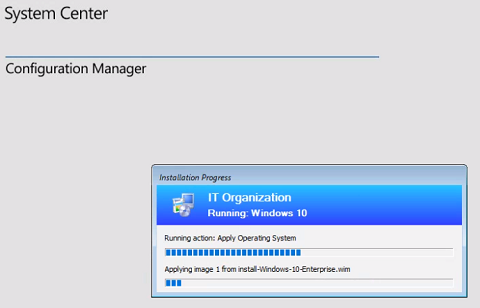 System Center
Configuration Manager
Installation Progress
IT Organization
Running: Windows 10
Running action: Apply Operating System
Applying image 1 from install-Windows-10-Enterprise.wim